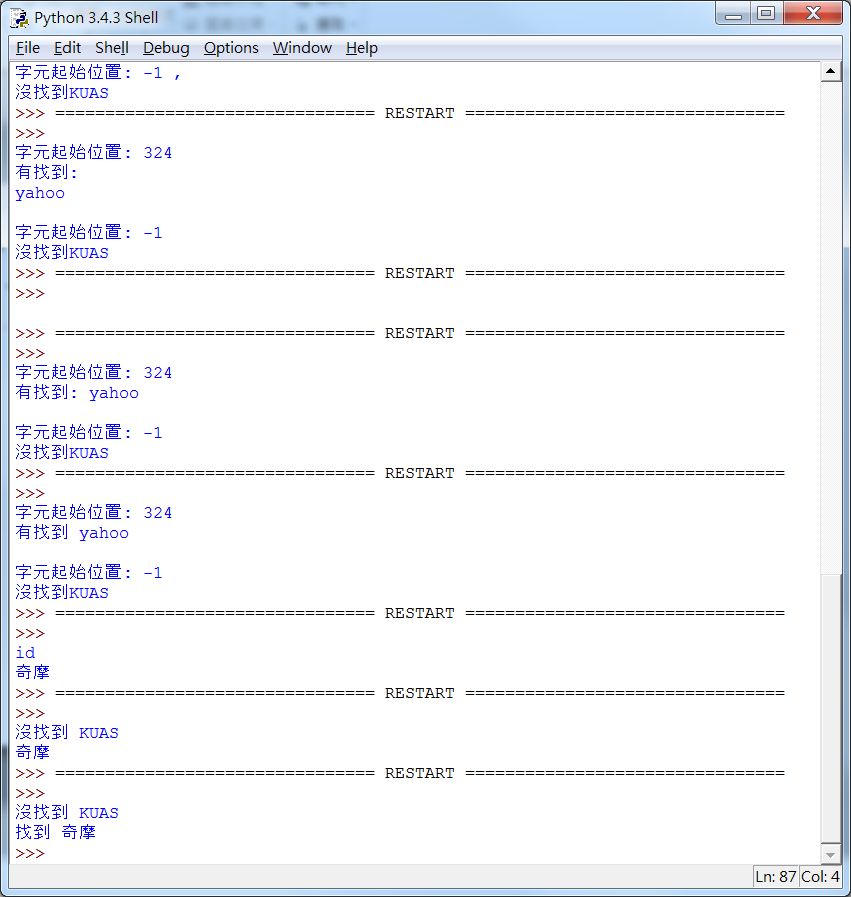 Python 3.4.3 Shell
File Edit Shell Debug Options Window Help
字元起始位置: -1 ,
沒找到KUAS
>>> ================================ RESTART ================================
>>>
字元起始位置: 324
有找到:
yahoo
字元起始位置: -1
沒找到KUAS
>>> ================================ RESTART ================================
>>>
>>> ================================ RESTART ================================
>>>
字元起始位置: 324
有找到: yahoo
字元起始位置: -1
沒找到KUAS
>>> ================================ RESTART ================================
>>>
字元起始位置: 324
有找到 yahoo
字元起始位置: -1
沒找到KUAS
>>> ================================ RESTART ================================
>>>
id
奇摩
>>> ================================ RESTART ================================
>>>
沒找到 KUAS
奇摩
>>> ================================ RESTART ================================
>>>
沒找到 KUAS
找到 奇摩
>>>
Ln: 87 Col: 4